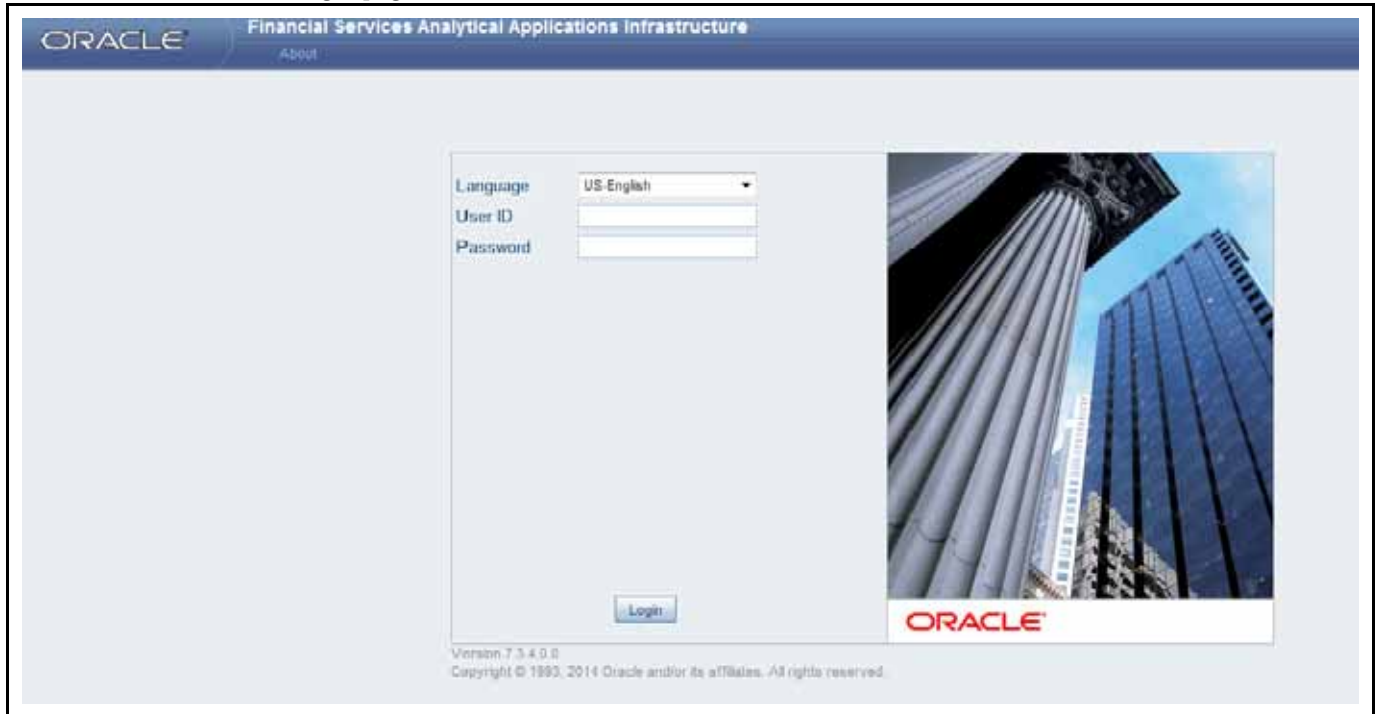 ORACLE
Financial Services Analytical Applications Infrastructure
About
Language US-English
User ID
Password
Login
ORACLE
Version 7.3.4.0.0
Copyright © 1993, 2014 Oracle and/or its affiliates. All rights reserved.